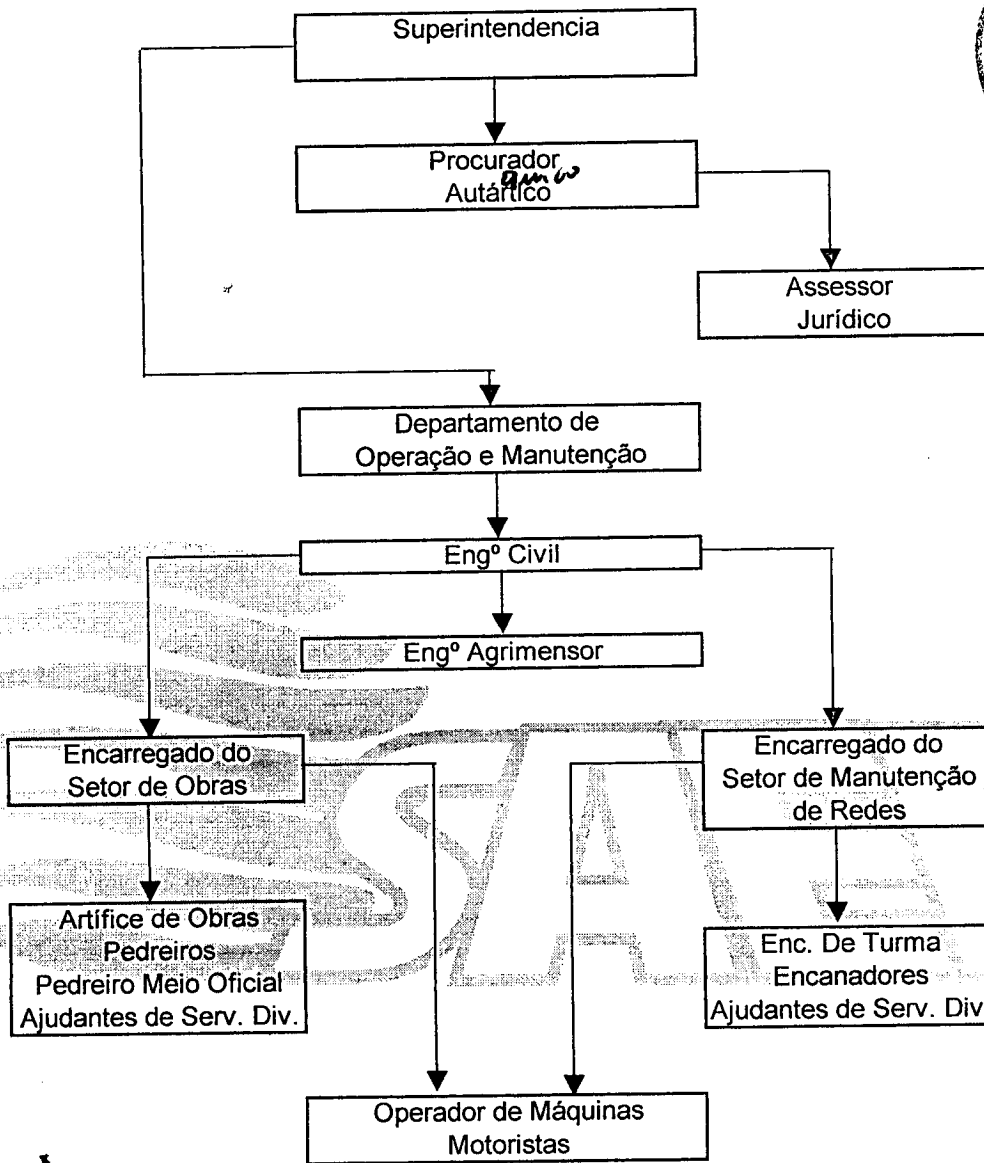 Superintendencia
Procurador
Autártico
Assessor
Jurídico
Departamento de
Operação e Manutenção
Engº Civil
Engº Agrimensor
Encarregado do
Setor de Obras
Encarregado do
Setor de Manutenção
de Redes
Artífice de Obras
Pedreiros
Pedreiro Meio Oficial
Ajudantes de Serv. Div.
Enc. De Turma
Encanadores
Ajudantes de Serv. Div
Operador de Máquinas
Motoristas